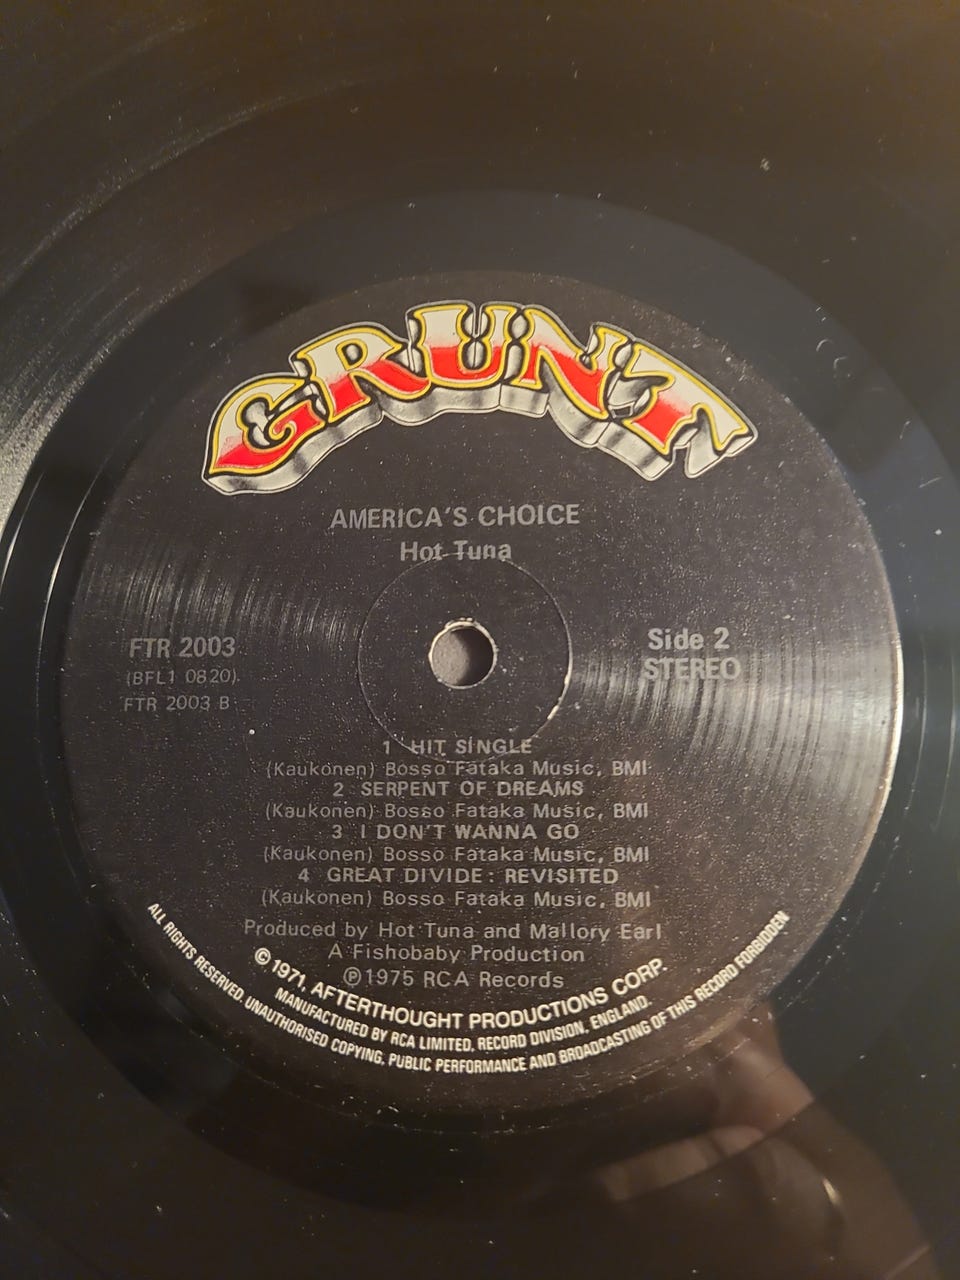 GRUNT
AMERICA'S CHOICE
Hot Tuna
FTR 2003
(BFL1 0820)
FTR 2003 B
Side 2
STEREO
1 HIT SINGLE
(Kaukonen) Bosso Fataka Music, BMI
2 SERPENT OF DREAMS
(Kaukonen) Bosso Fataka Music, BMI
3 I DON'T WANNA GO
(Kaukonen) Bosso Fataka Music, BMI
4 GREAT DIVIDE: REVISITED
(Kaukonen) Bosso Fataka Music, BMI
Produced by Hot Tuna and Mallory Earl
A Fishobaby Production
℗1975 RCA Records
©1971, AFTERTHOUGHT PRODUCTIONS CORP.
MANUFACTURED BY RCA LIMITED, RECORD DIVISION, ENGLAND.
ALL RIGHTS RESERVED. UNAUTHORISED COPYING, PUBLIC PERFORMANCE AND BROADCASTING OF THIS RECORD FORBIDDEN